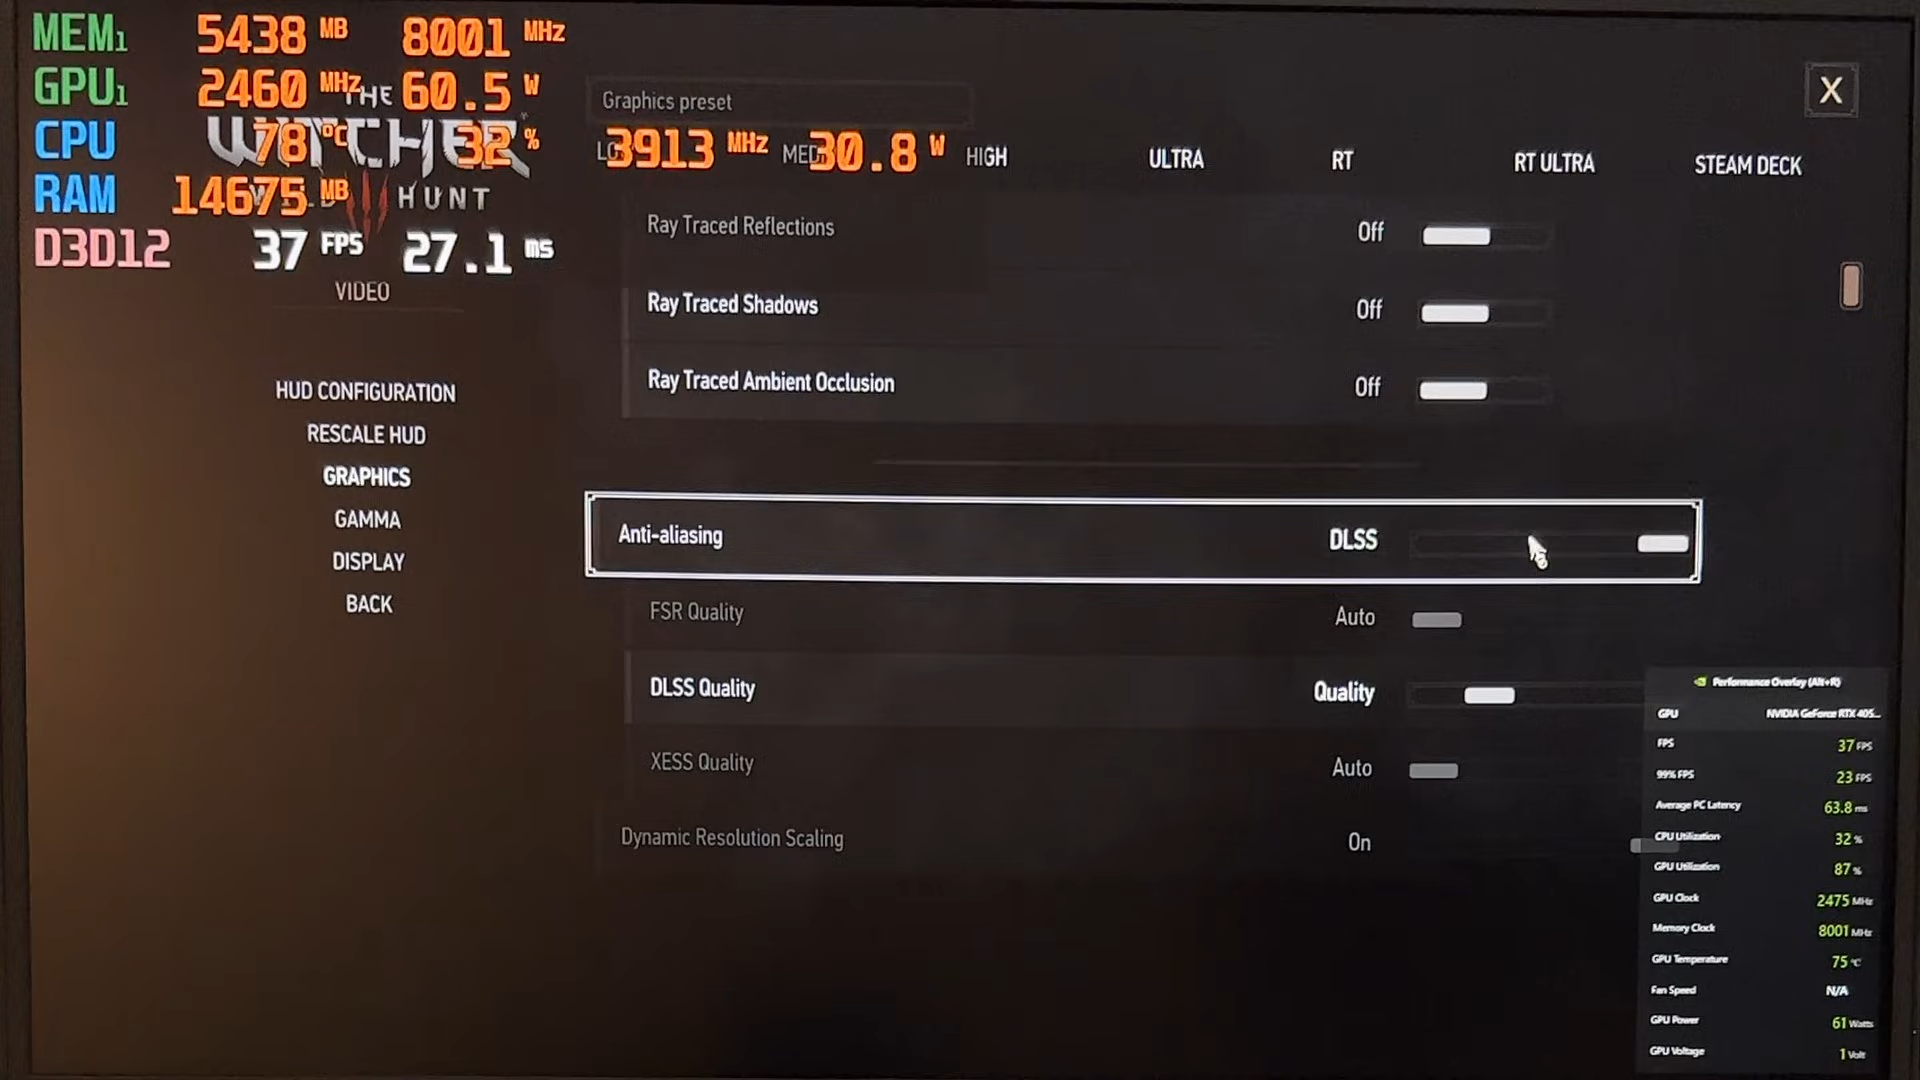 MEM1 5438 MB 8001 MHz
GPU1 2460 MHz 60.5 W
THE
CPU 78 °C 32 % 3913 MHz 30.8 W
WITCHER
RAM 14675 MB
HUNT
D3D12 37 FPS 27.1 ms
VIDEO
HUD CONFIGURATION
RESCALE HUD
GRAPHICS
GAMMA
DISPLAY
BACK
Graphics preset
HIGH ULTRA RT RT ULTRA STEAM DECK
X
Ray Traced Reflections Off
Ray Traced Shadows Off
Ray Traced Ambient Occlusion Off
Anti-aliasing DLSS
FSR Quality Auto
DLSS Quality Quality
XESS Quality Auto
Dynamic Resolution Scaling On
Performance Overlay (Alt+R)
GPU NVIDIA GeForce RTX 405...
FPS 37 FPS
99% FPS 23 FPS
Average PC Latency 63.8 ms
CPU Utilization 32 %
GPU Utilization 87 %
GPU Clock 2475 MHz
Memory Clock 8001 MHz
GPU Temperature 75 °C
Fan Speed N/A
GPU Power 61 Watts
GPU Voltage 1 Volt